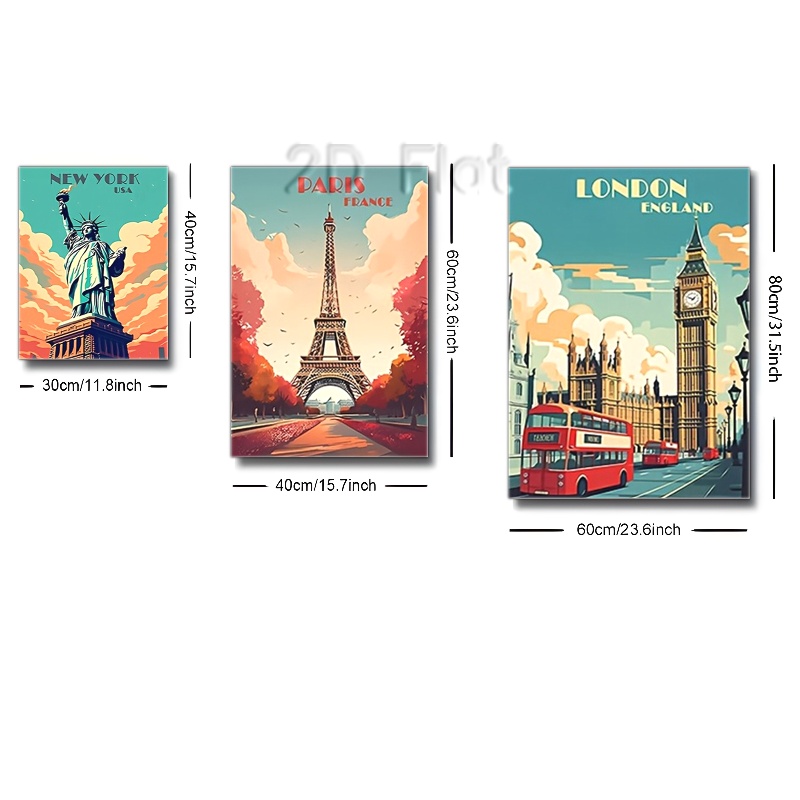 2D Flat
NEW YORK
USA
40cm/15.7inch
30cm/11.8inch
PARIS
FRANCE
60cm/23.6inch
40cm/15.7inch
LONDON
ENGLAND
80cm/31.5inch
60cm/23.6inch